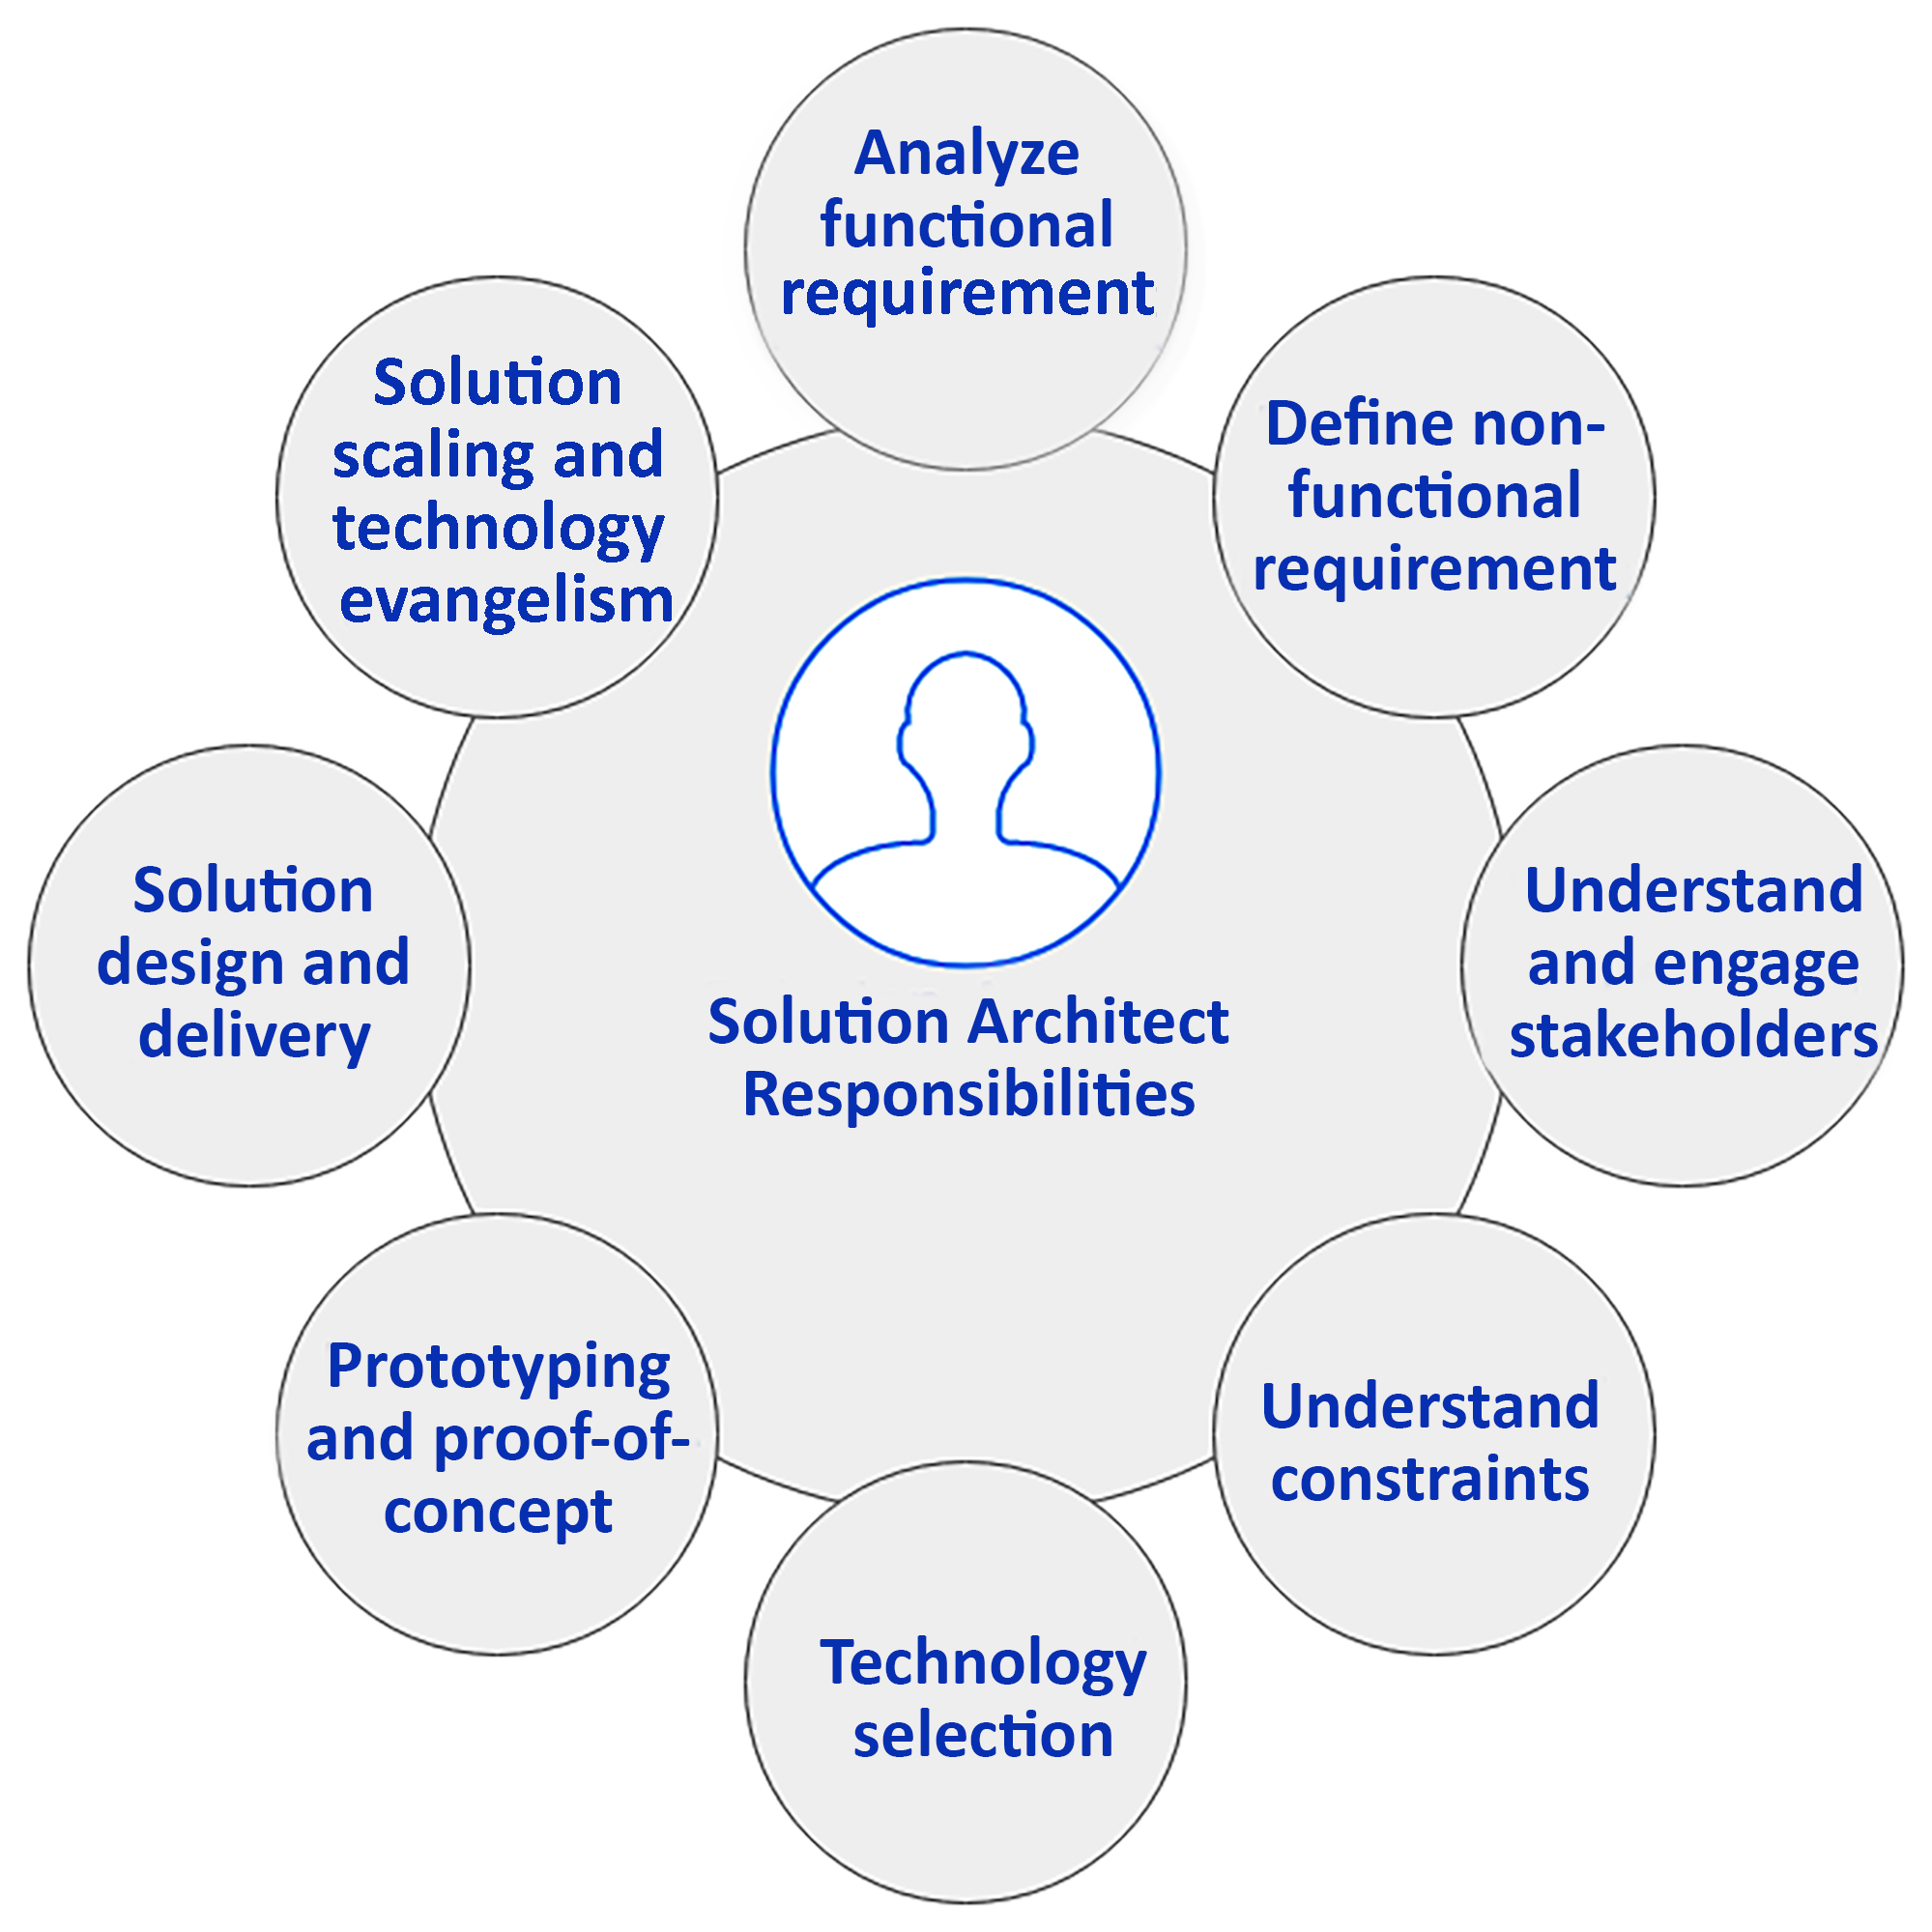 Analyze
functional
requirement
Define non-
functional
requirement
Understand
and engage
stakeholders
Understand
constraints
Technology
selection
Prototyping
and proof-of-
concept
Solution
design and
delivery
Solution
scaling and
technology
evangelism
Solution Architect
Responsibilities